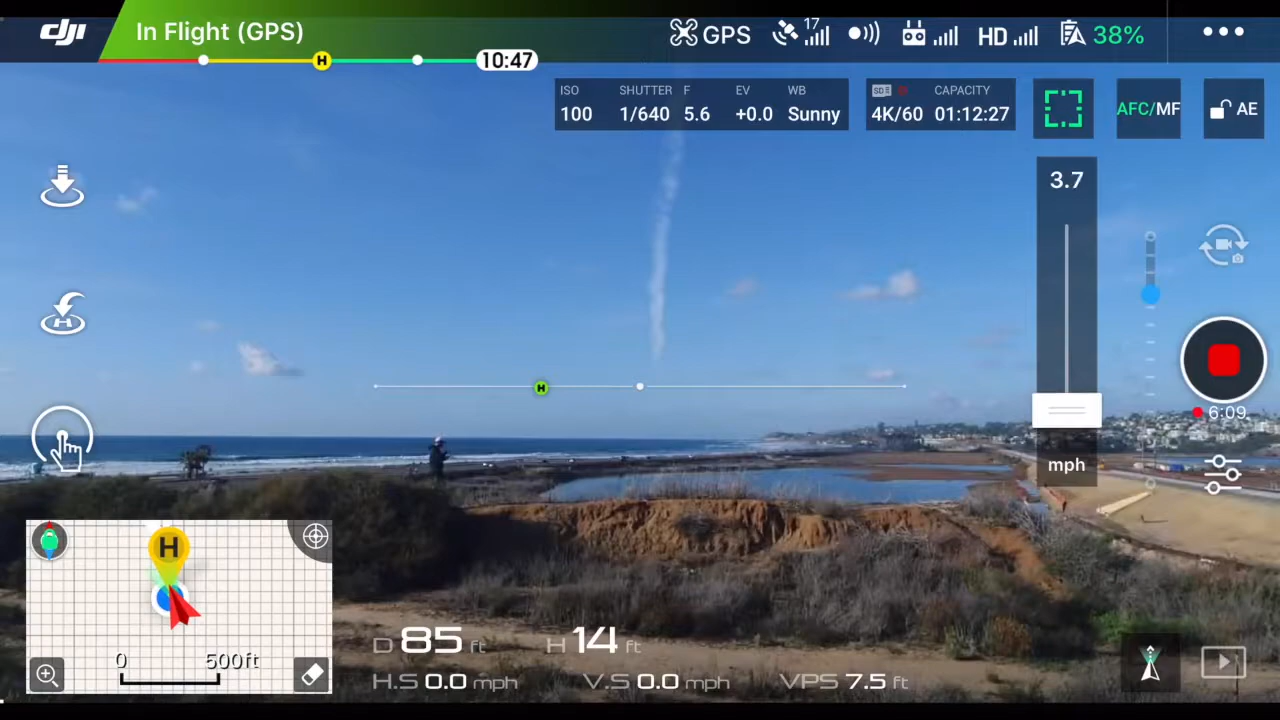 dji In Flight (GPS) GPS 17 HD 38%
H 10:47
ISO SHUTTER F EV WB SD CAPACITY
100 1/640 5.6 +0.0 Sunny 4K/60 01:12:27 AFC/MF AE
3.7
H
H
6:09
mph
H
D 85 ft H 14 ft
0 500ft
H.S 0.0 mph V.S 0.0 mph VPS 7.5 ft